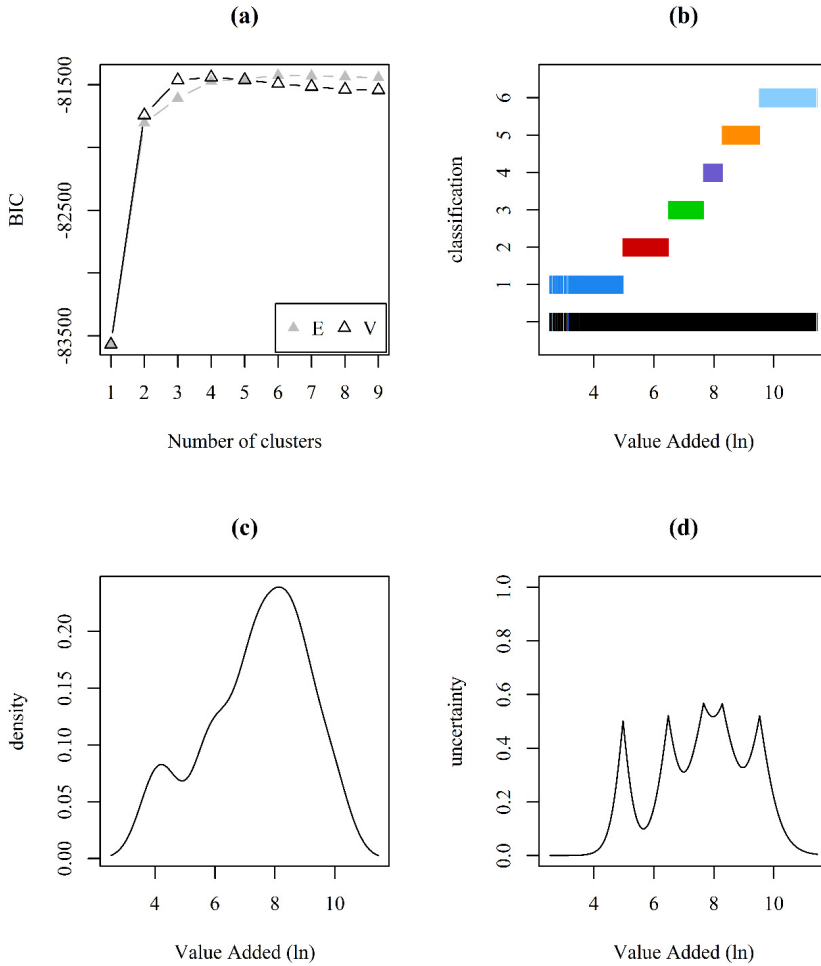 (a)
BIC
-81500
-82500
-83500
E V
1 2 3 4 5 6 7 8 9
Number of clusters
(b)
classification
6
5
4
3
2
1
4 6 8 10
Value Added (ln)
(c)
density
0.20
0.15
0.10
0.05
0.00
4 6 8 10
Value Added (ln)
(d)
uncertainty
1.0
0.8
0.6
0.4
0.2
0.0
4 6 8 10
Value Added (ln)